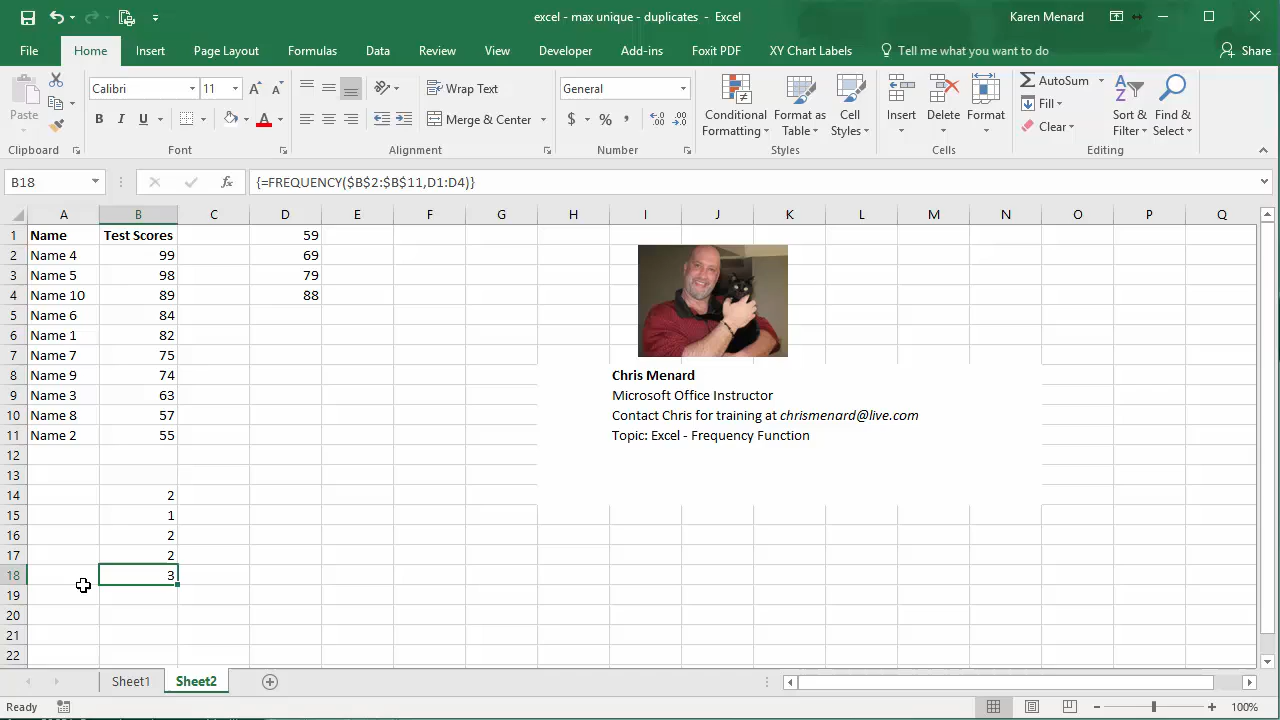 excel - max unique - duplicates - Excel
Karen Menard
File Home Insert Page Layout Formulas Data Review View Developer Add-ins Foxit PDF XY Chart Labels Tell me what you want to do Share
Paste
Calibri 11
B I U
Wrap Text
Merge & Center
General
$ % ,
Conditional Formatting
Format as Table
Cell Styles
Insert Delete Format
AutoSum
Fill
Clear
Sort & Filter
Find & Select
Clipboard Font Alignment Number Styles Cells Editing
B18 fx {=FREQUENCY($B$2:$B$11,D1:D4)}
A B C D E F G H I J K L M N O P Q
1 Name Test Scores 59
2 Name 4 99 69
3 Name 5 98 79
4 Name 10 89 88
5 Name 6 84
6 Name 1 82
7 Name 7 75
8 Name 9 74 Chris Menard
9 Name 3 63 Microsoft Office Instructor
10 Name 8 57 Contact Chris for training at chrismenard@live.com
11 Name 2 55 Topic: Excel - Frequency Function
12
13
14 2
15 1
16 2
17 2
18 3
19
20
21
22
Sheet1 Sheet2
Ready 100%